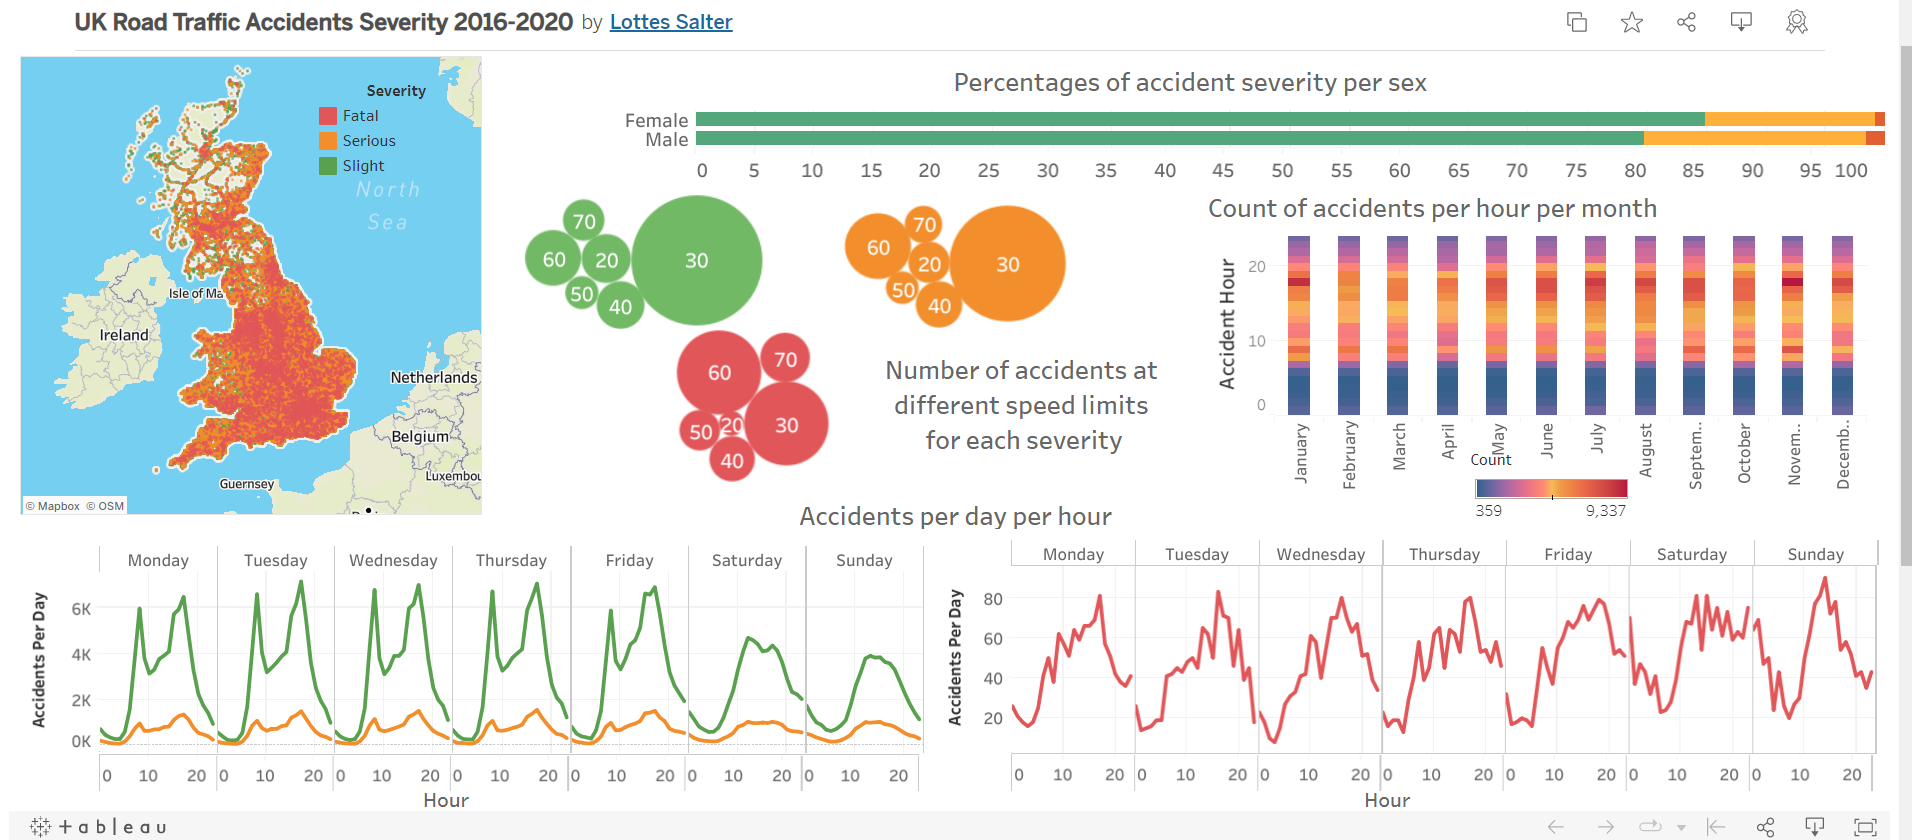 UK Road Traffic Accidents Severity 2016-2020 by Lottes Salter
Severity
Fatal
Serious
Slight
North
Sea
Isle of Ma
Ireland
Netherlands
Belgium
Luxembou
Guernsey
© Mapbox © OSM
Percentages of accident severity per sex
Female
Male
0 5 10 15 20 25 30 35 40 45 50 55 60 65 70 75 80 85 90 95 100
70
60 20 30
50 40
70
60 20 30
50 40
60 70
50 20 30
40
Number of accidents at
different speed limits
for each severity
Count of accidents per hour per month
Accident Hour
20
10
0
January February March April May June July August Septem.. October Novem.. Decemb..
Count
359 9,337
Accidents per day per hour
Monday Tuesday Wednesday Thursday Friday Saturday Sunday
Accidents Per Day
6K
4K
2K
0K
0 10 20 0 10 20 0 10 20 0 10 20 0 10 20 0 10 20 0 10 20
Hour
Monday Tuesday Wednesday Thursday Friday Saturday Sunday
Accidents Per Day
80
60
40
20
0 10 20 0 10 20 0 10 20 0 10 20 0 10 20 0 10 20 0 10 20
Hour
+ a b l e a u